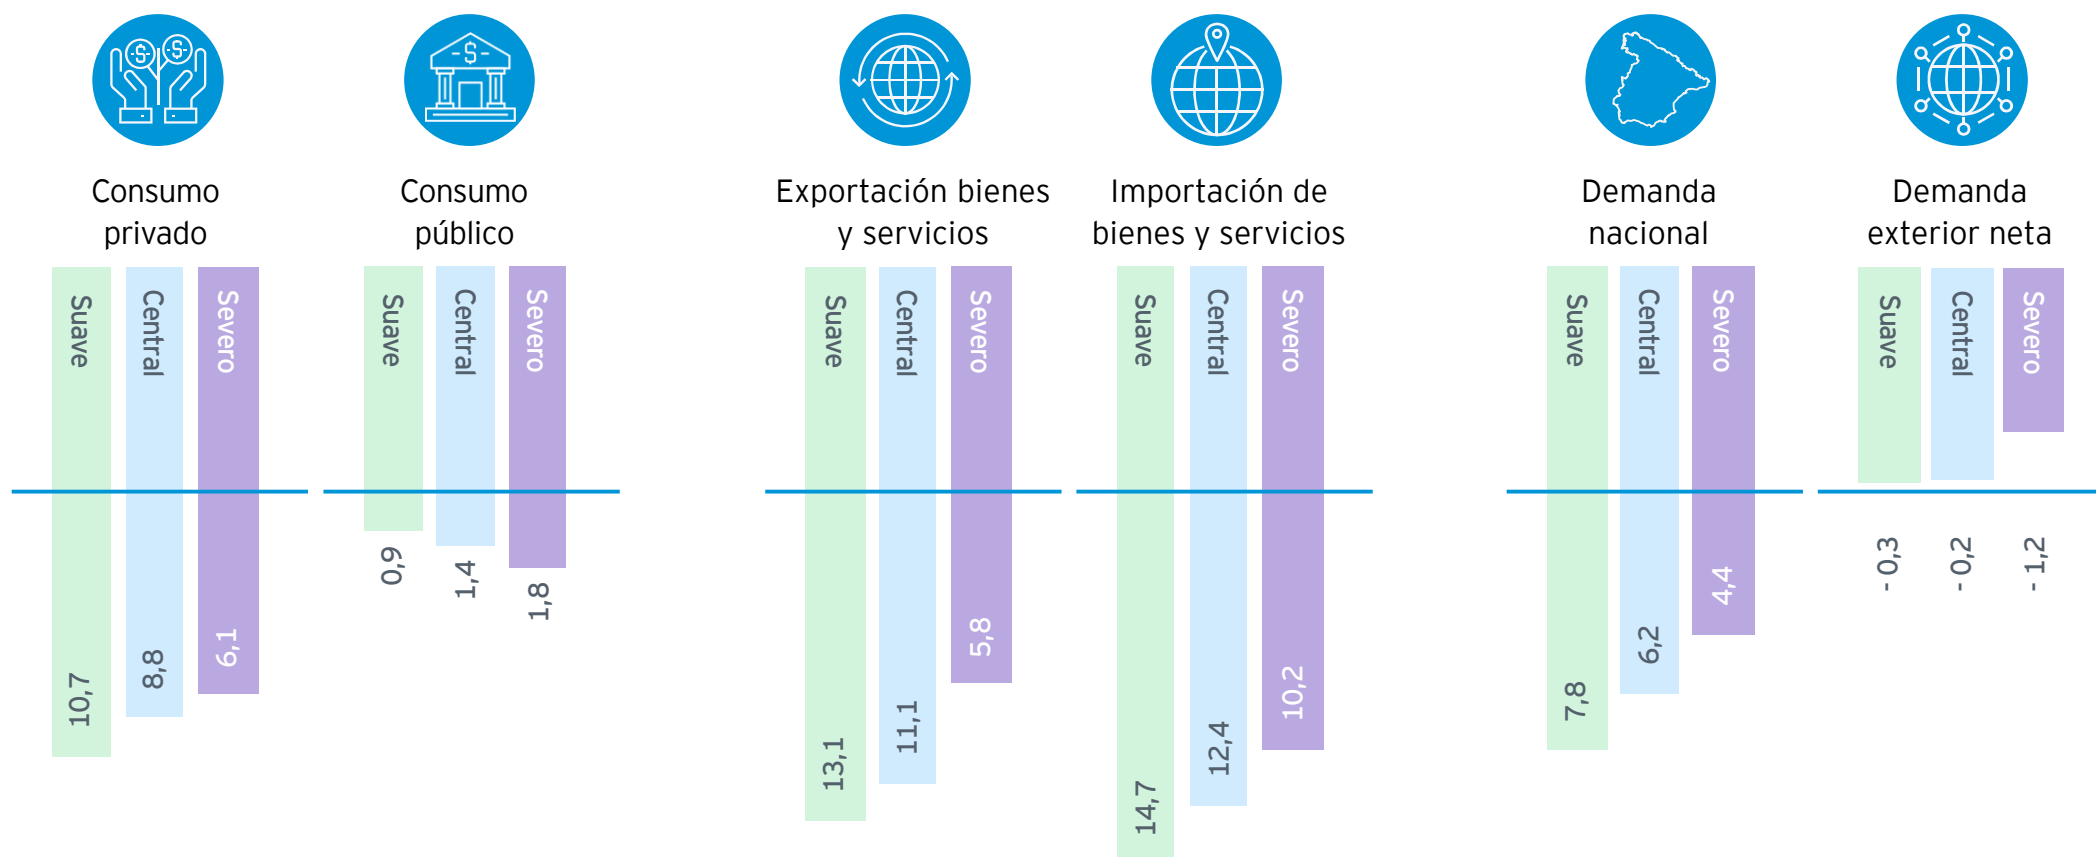 Consumo
privado
Suave
Central
Severo
10,7
8,8
6,1
Consumo
público
Suave
Central
Severo
0,9
1,4
1,8
Exportación bienes
y servicios
Suave
Central
Severo
13,1
11,1
5,8
Importación de
bienes y servicios
Suave
Central
Severo
14,7
12,4
10,2
Demanda
nacional
Suave
Central
Severo
7,8
6,2
4,4
Demanda
exterior neta
Suave
Central
Severo
- 0,3
- 0,2
- 1,2